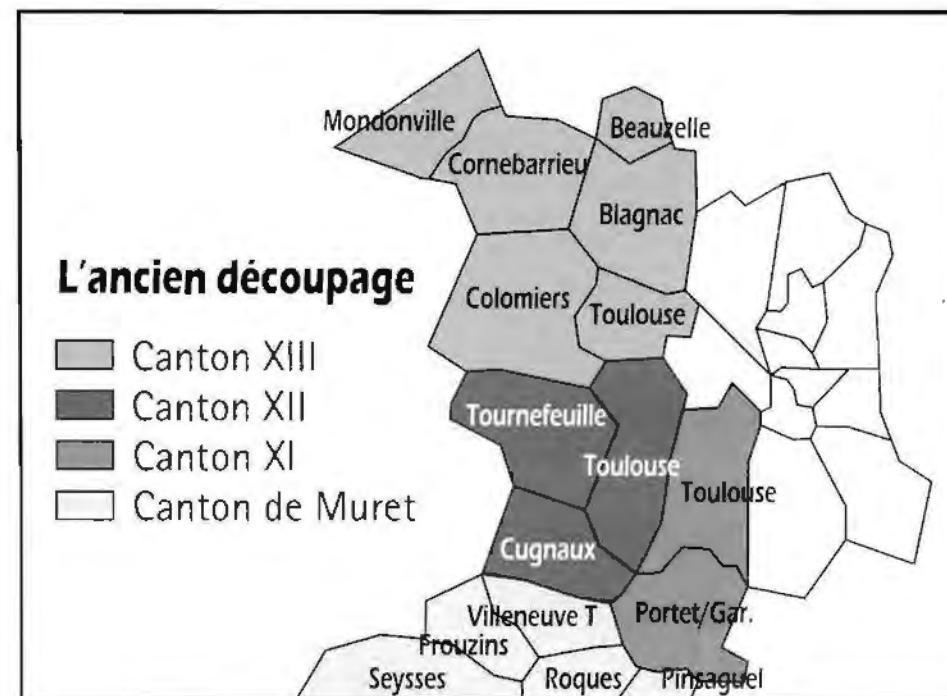 Mondonville
Beauzelle
Cornebarrieu
Blagnac
L'ancien découpage
Colomiers
Toulouse
Canton XIII
Canton XII
Canton XI
Canton de Muret
Tournefeuille
Toulouse
Toulouse
Cugnaux
Villeneuve T
Portet/Gar.
Frouzins
Seysses
Roques
Pinsaguel